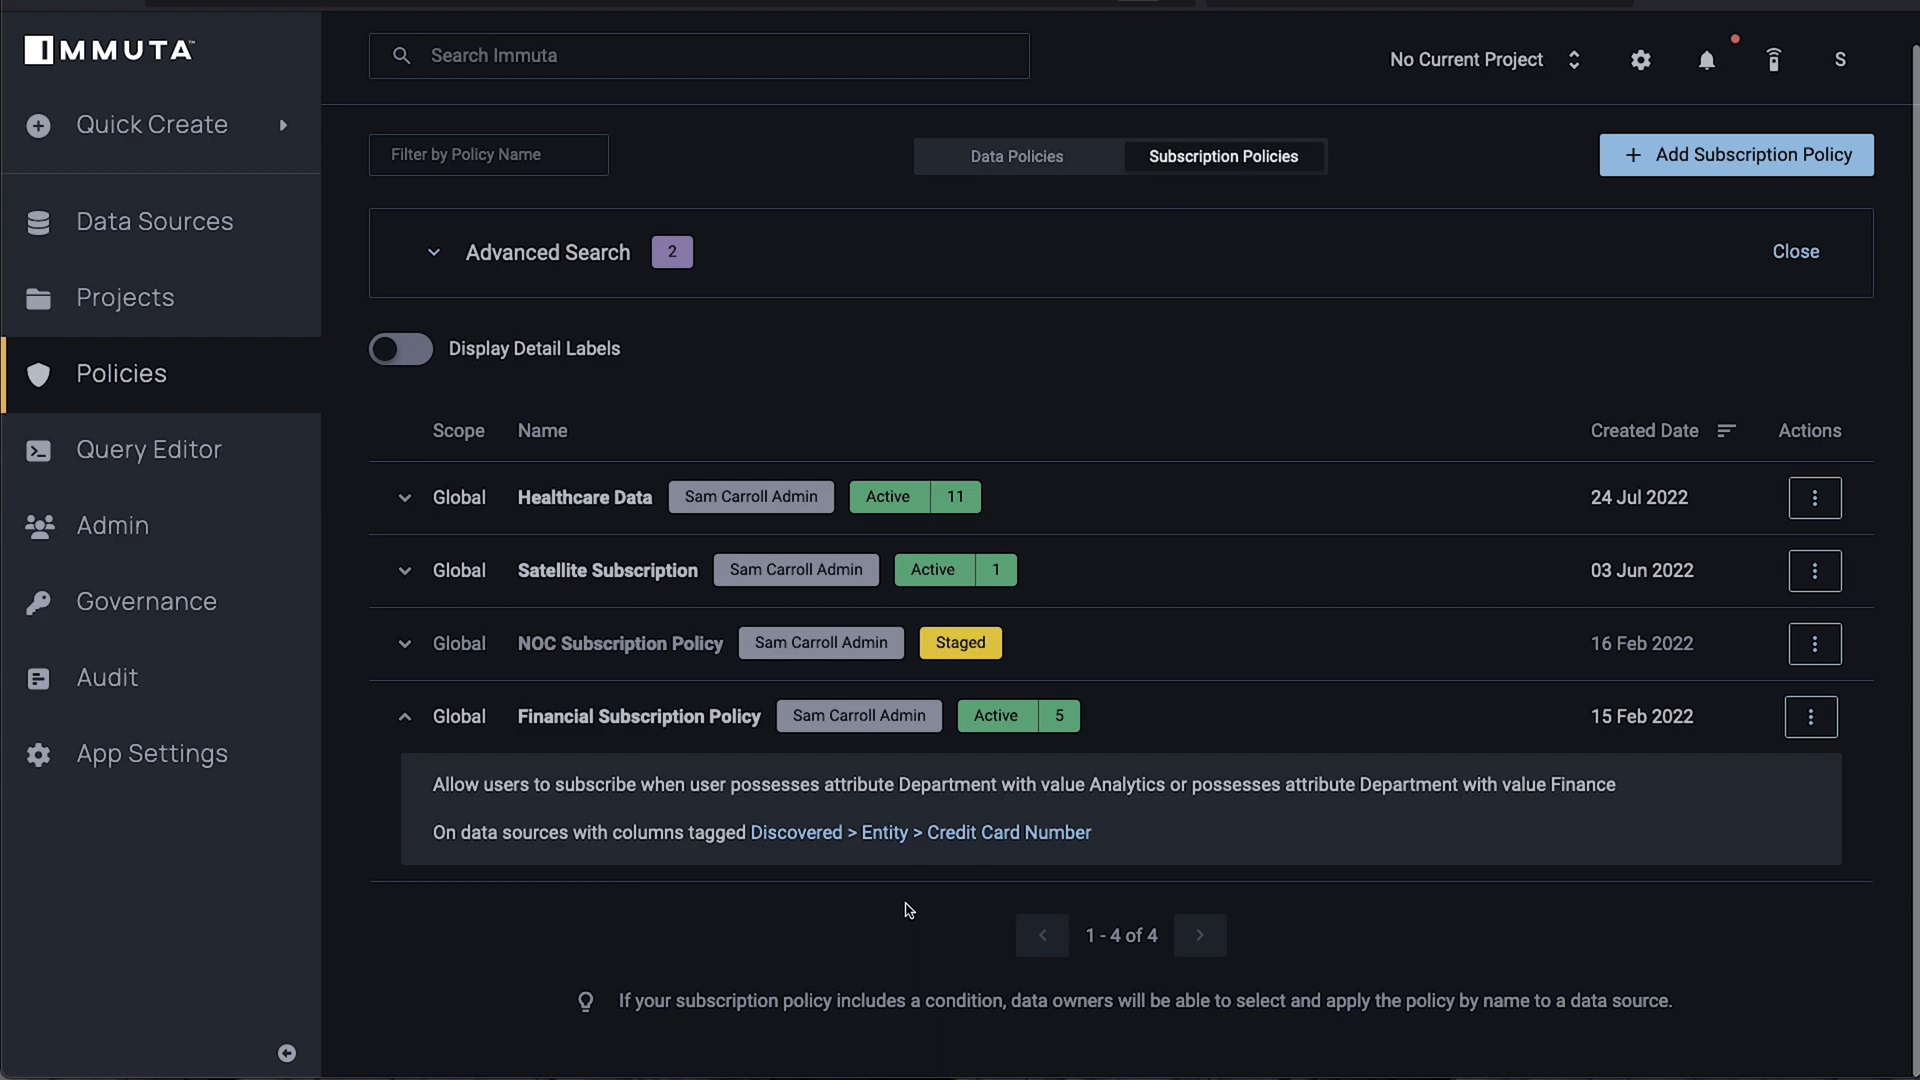 IMMUTA™
Search Immuta
No Current Project
S
Quick Create
Data Sources
Projects
Policies
Query Editor
Admin
Governance
Audit
App Settings
Filter by Policy Name
Data Policies
Subscription Policies
+ Add Subscription Policy
Advanced Search 2
Close
Display Detail Labels
Scope Name Created Date Actions
Global Healthcare Data Sam Carroll Admin Active 11 24 Jul 2022
Global Satellite Subscription Sam Carroll Admin Active 1 03 Jun 2022
Global NOC Subscription Policy Sam Carroll Admin Staged 16 Feb 2022
Global Financial Subscription Policy Sam Carroll Admin Active 5 15 Feb 2022
Allow users to subscribe when user possesses attribute Department with value Analytics or possesses attribute Department with value Finance
On data sources with columns tagged Discovered > Entity > Credit Card Number
1 - 4 of 4
If your subscription policy includes a condition, data owners will be able to select and apply the policy by name to a data source.